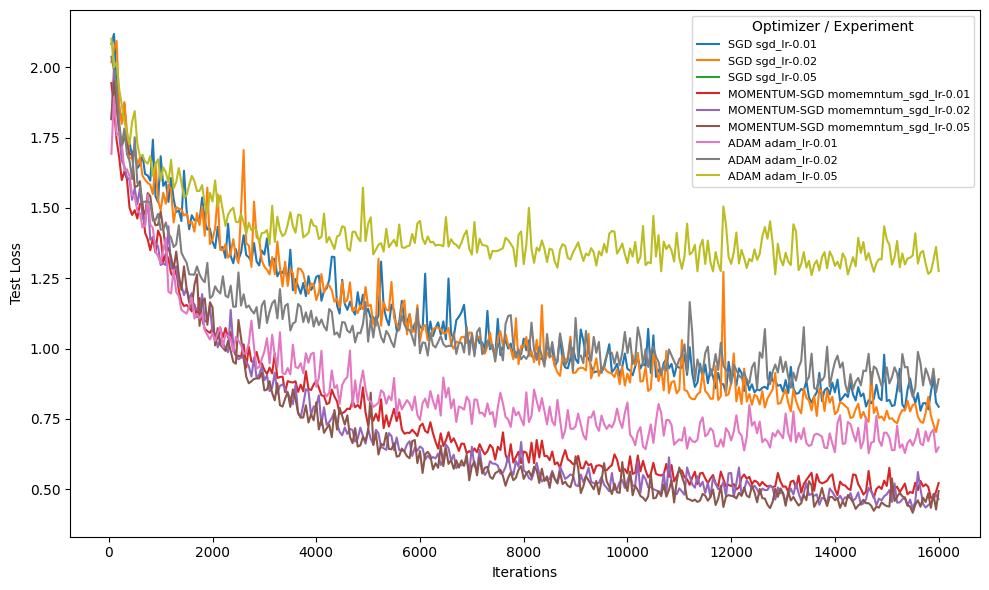 Optimizer / Experiment
SGD sgd_lr-0.01
SGD sgd_lr-0.02
SGD sgd_lr-0.05
MOMENTUM-SGD momemntum_sgd_lr-0.01
MOMENTUM-SGD momemntum_sgd_lr-0.02
MOMENTUM-SGD momemntum_sgd_lr-0.05
ADAM adam_lr-0.01
ADAM adam_lr-0.02
ADAM adam_lr-0.05
Test Loss
2.00
1.75
1.50
1.25
1.00
0.75
0.50
0 2000 4000 6000 8000 10000 12000 14000 16000
Iterations